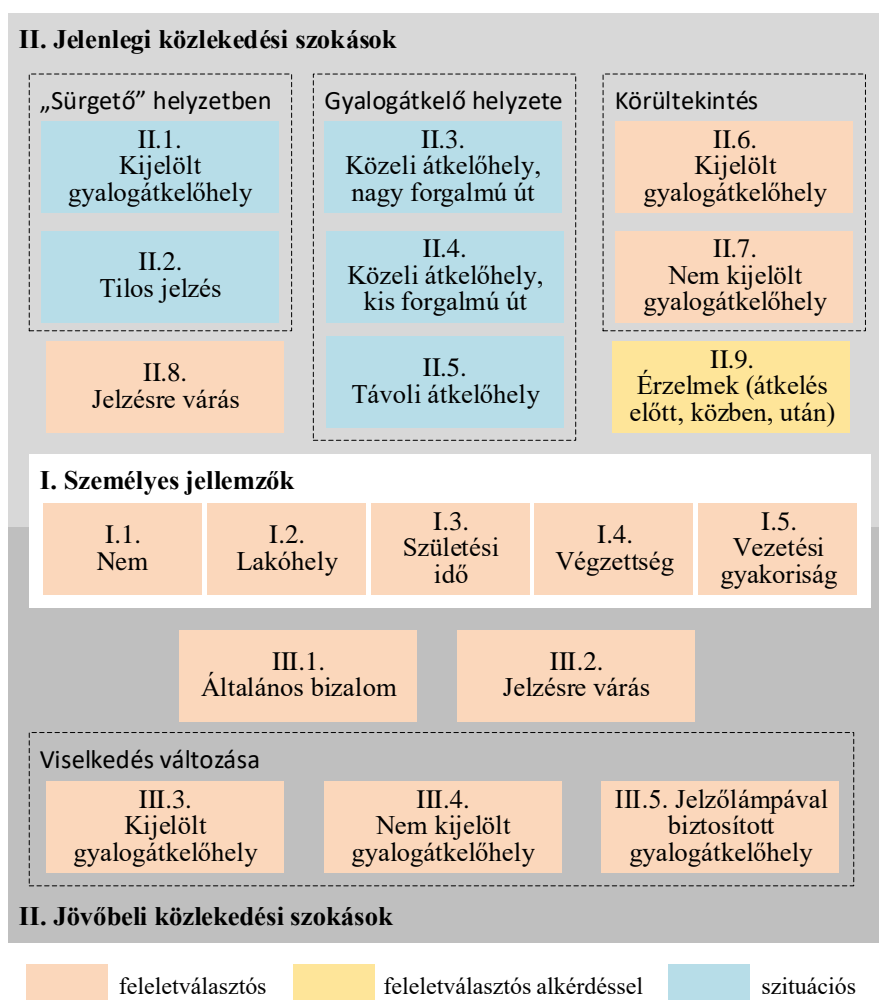 II. Jelenlegi közlekedési szokások
„Sürgető” helyzetben
II.1.
Kijelölt
gyalogátkelőhely
II.2.
Tilos jelzés
Gyalogátkelő helyzete
II.3.
Közeli átkelőhely,
nagy forgalmú út
II.4.
Közeli átkelőhely,
kis forgalmú út
II.5.
Távoli átkelőhely
Körültekintés
II.6.
Kijelölt
gyalogátkelőhely
II.7.
Nem kijelölt
gyalogátkelőhely
II.8.
Jelzésre várás
II.9.
Érzelmek (átkelés
előtt, közben, után)
I. Személyes jellemzők
I.1.
Nem
I.2.
Lakóhely
I.3.
Születési
idő
I.4.
Végzettség
I.5.
Vezetési
gyakoriság
III.1.
Általános bizalom
III.2.
Jelzésre várás
Viselkedés változása
III.3.
Kijelölt
gyalogátkelőhely
III.4.
Nem kijelölt
gyalogátkelőhely
III.5. Jelzőlámpával
biztosított
gyalogátkelőhely
II. Jövőbeli közlekedési szokások
feleletválasztós
feleletválasztós alkérdéssel
szituációs